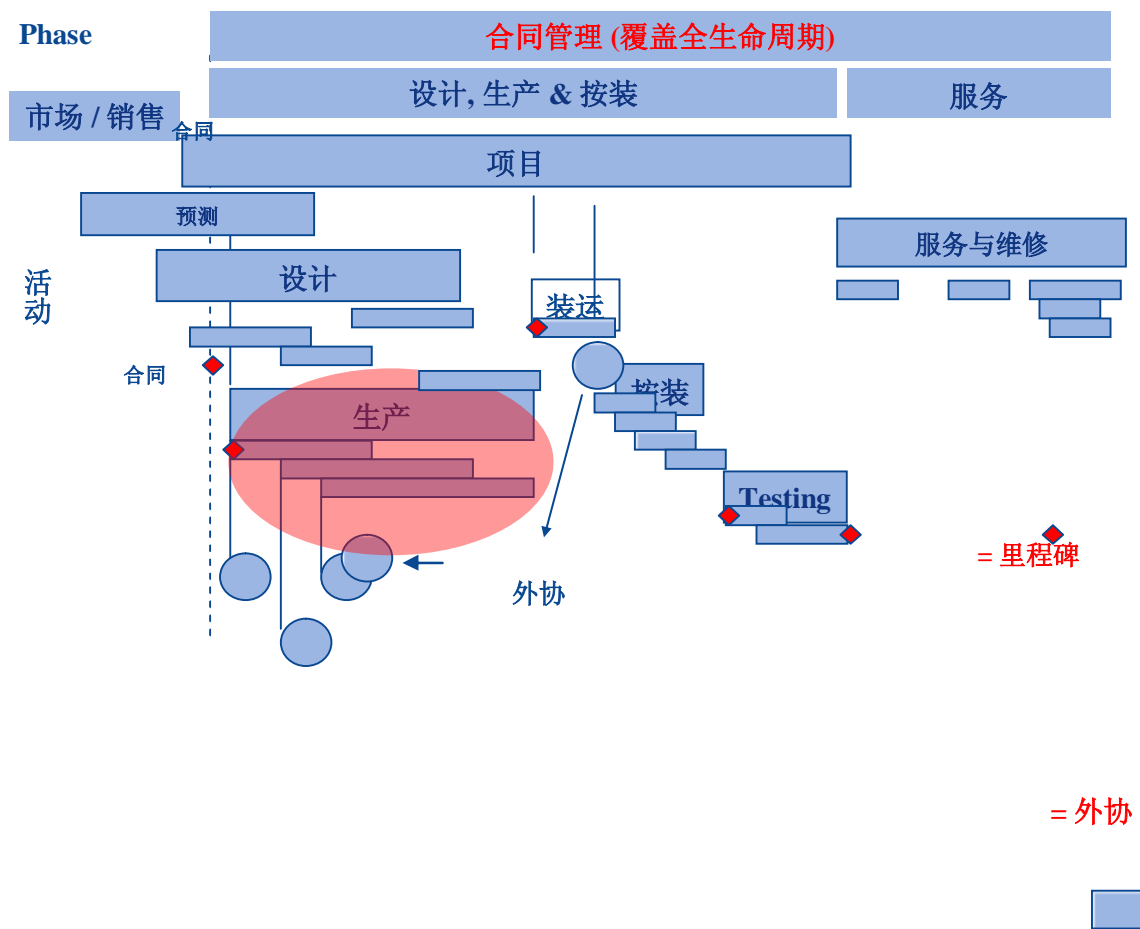 Phase
合同管理 (覆盖全生命周期)
设计, 生产 & 按装
服务
市场 / 销售
合同
项目
预测
服务与维修
设计
活
动
装运
合同
按装
生产
Testing
= 里程碑
外协
= 外协